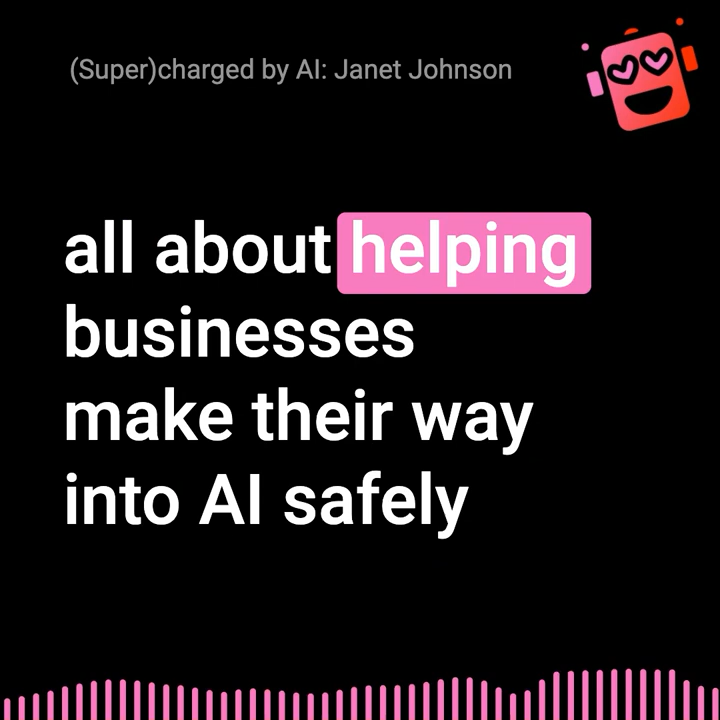 (Super)charged by AI: Janet Johnson
all about helping
businesses
make their way
into AI safely